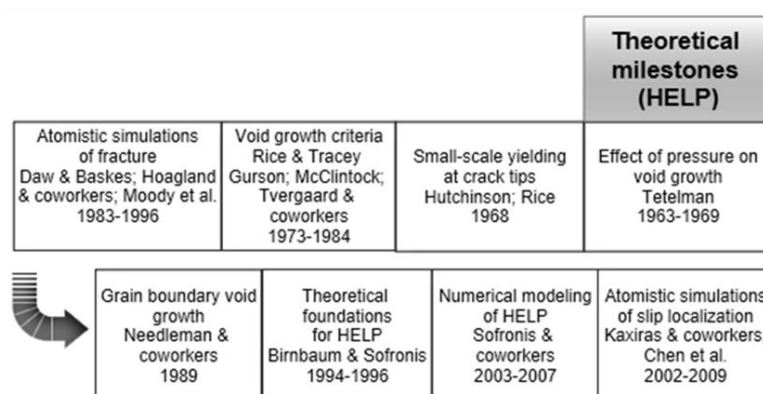 Theoretical
milestones
(HELP)
Atomistic simulations
of fracture
Daw & Baskes; Hoagland
& coworkers; Moody et al.
1983-1996
Void growth criteria
Rice & Tracey
Gurson; McClintock;
Tvergaard &
coworkers
1973-1984
Small-scale yielding
at crack tips
Hutchinson; Rice
1968
Effect of pressure on
void growth
Tetelman
1963-1969
Grain boundary void
growth
Needleman &
coworkers
1989
Theoretical
foundations
for HELP
Birnbaum & Sofronis
1994-1996
Numerical modeling
of HELP
Sofronis &
coworkers
2003-2007
Atomistic simulations
of slip localization
Kaxiras & coworkers;
Chen et al.
2002-2009